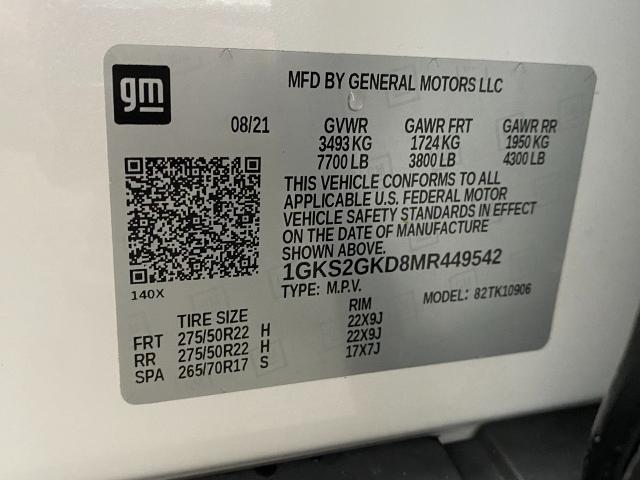 gm
MFD BY GENERAL MOTORS LLC
08/21 GVWR GAWR FRT GAWR RR
3493 KG 1724 KG 1950 KG
7700 LB 3800 LB 4300 LB
THIS VEHICLE CONFORMS TO ALL
APPLICABLE U.S. FEDERAL MOTOR
VEHICLE SAFETY STANDARDS IN EFFECT
ON THE DATE OF MANUFACTURE
SHOWN ABOVE.
1GKS2GKD8MR449542
140X
TYPE: M.P.V. MODEL: 82TK10906
TIRE SIZE RIM
FRT 275/50R22 H 22X9J
RR 275/50R22 H 22X9J
SPA 265/70R17 S 17X7J